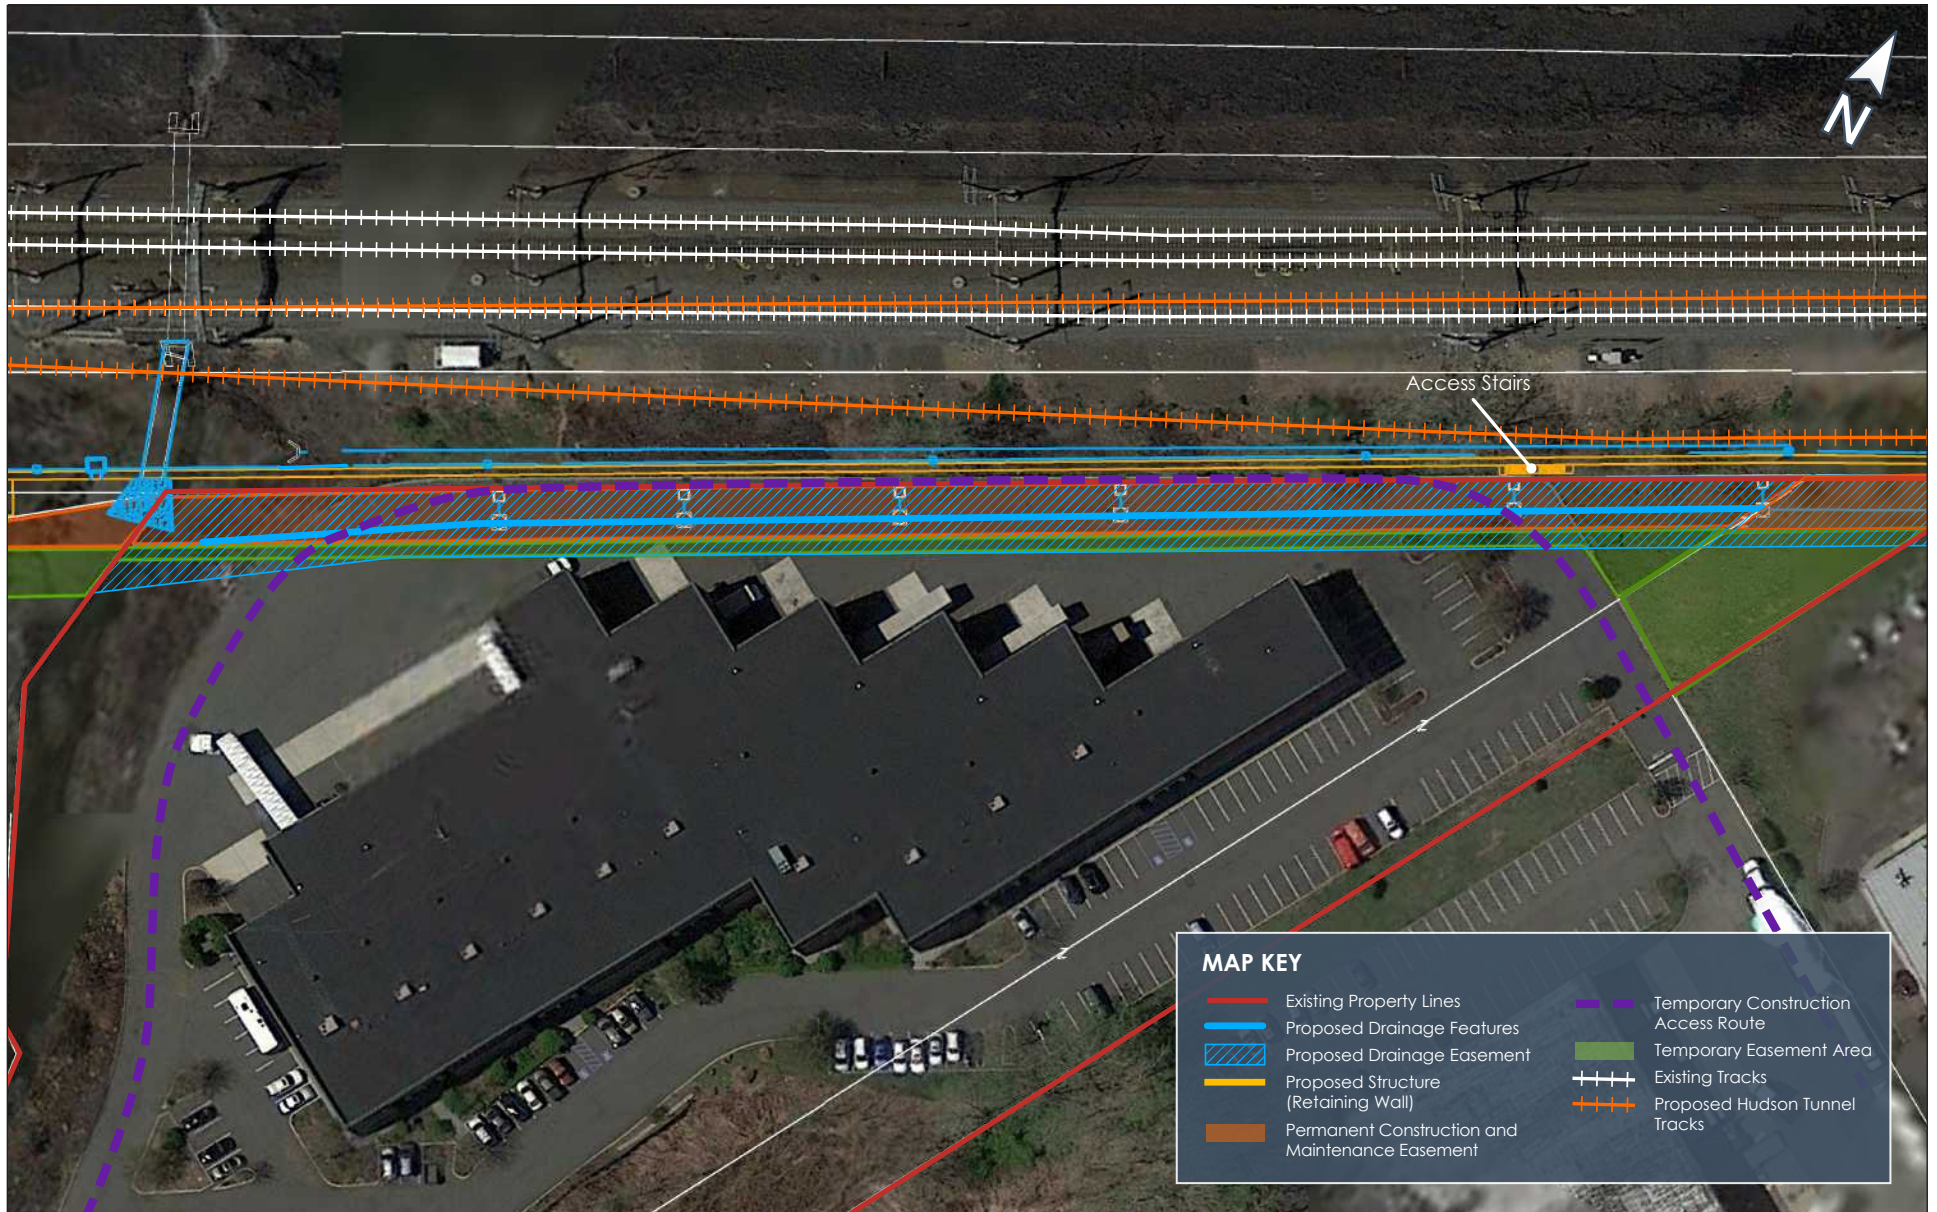 N
Access Stairs
MAP KEY
Existing Property Lines
Proposed Drainage Features
Proposed Drainage Easement
Proposed Structure
(Retaining Wall)
Permanent Construction and
Maintenance Easement
Temporary Construction
Access Route
Temporary Easement Area
Existing Tracks
Proposed Hudson Tunnel
Tracks